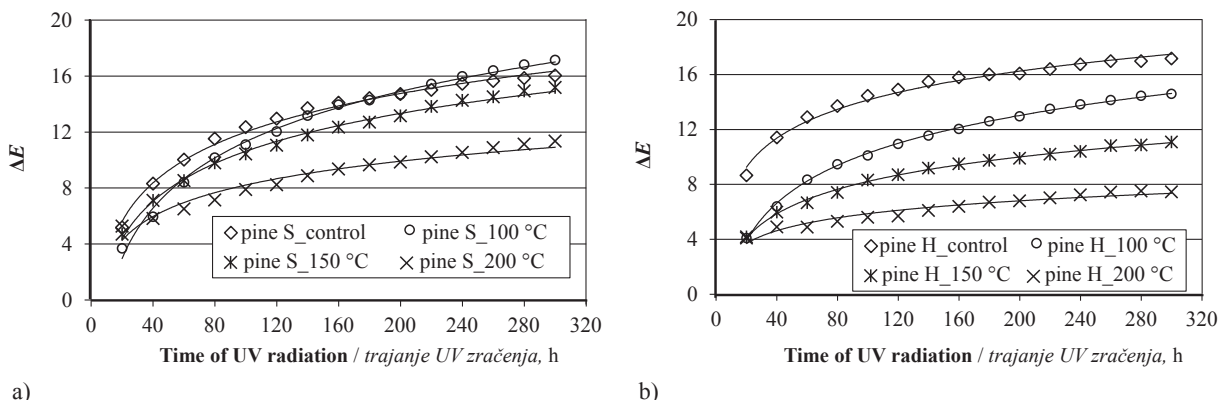 20
16
12
8
4
0
ΔE
pine S_control
pine S_100 °C
pine S_150 °C
pine S_200 °C
0 40 80 120 160 200 240 280 320
Time of UV radiation / trajanje UV zračenja, h
a)
20
16
12
8
4
0
ΔE
pine H_control
pine H_100 °C
pine H_150 °C
pine H_200 °C
0 40 80 120 160 200 240 280 320
Time of UV radiation / trajanje UV zračenja, h
b)